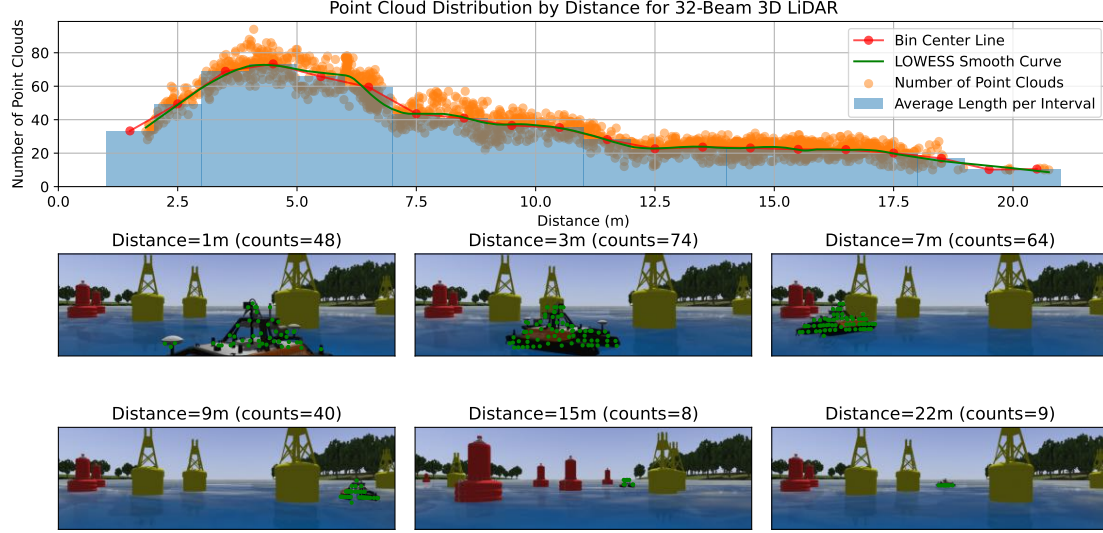 Point Cloud Distribution by Distance for 32-Beam 3D LiDAR
Number of Point Clouds
80
60
40
20
0
Bin Center Line
LOWESS Smooth Curve
Number of Point Clouds
Average Length per Interval
0.0 2.5 5.0 7.5 10.0 12.5 15.0 17.5 20.0
Distance (m)
Distance=1m (counts=48) Distance=3m (counts=74) Distance=7m (counts=64)
Distance=9m (counts=40) Distance=15m (counts=8) Distance=22m (counts=9)